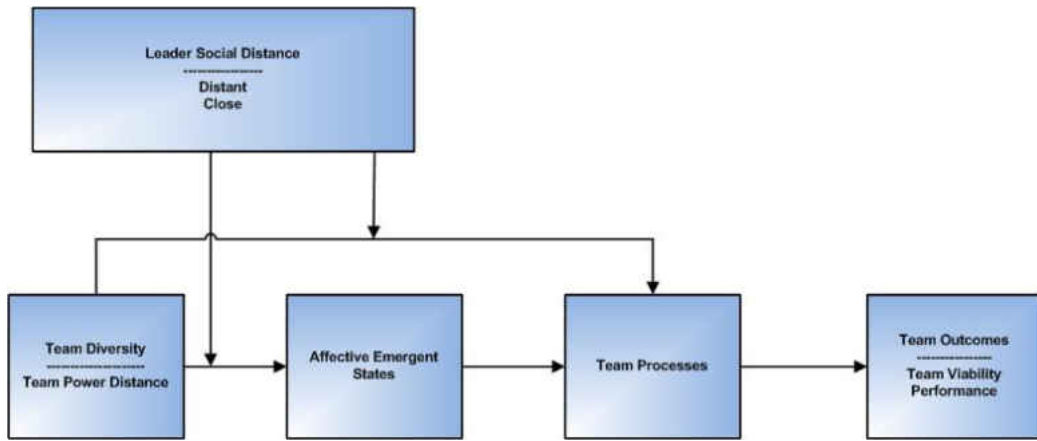 Leader Social Distance
------------------
Distant
Close
Team Diversity
----------------------
Team Power Distance
Affective Emergent
States
Team Processes
Team Outcomes
-----------------
Team Viability
Performance